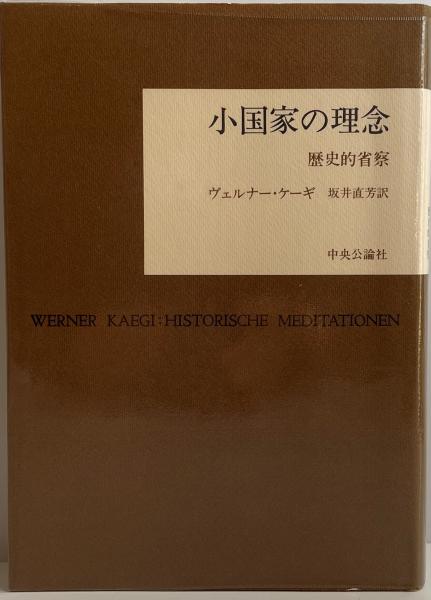 小国家の理念
歴史的省察
ヴェルナー・ケーギ 坂井直芳訳
中央公論社
WERNER KAEGI:HISTORISCHE MEDITATIONEN